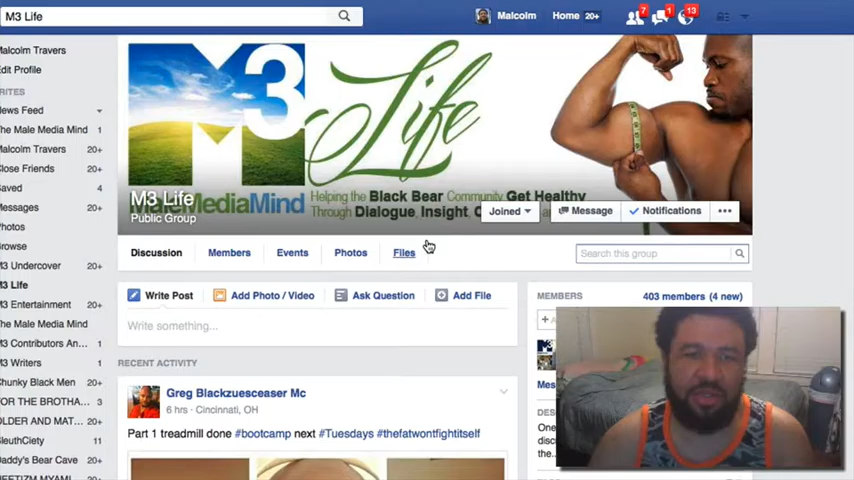 M3 Life
Malcolm
Home 20+
7
1
13
Malcolm Travers
Edit Profile
News Feed
The Male Media Mind 1
Malcolm Travers 20+
Close Friends 20+
Saved 4
Messages 20+
Photos
Browse
M3 Undercover 20+
M3 Life
M3 Entertainment 20+
The Male Media Mind
M3 Contributors An...
M3 Writers 1
Chunky Black Men 20+
FOR THE BROTHA... 3
OLDER AND MAT... 20+
SleuthCiety 11
Daddy's Bear Cave 20+
M3 Life
MaleMediaMind
Helping the Black Bear Community Get Healthy
Through Dialogue, Insight,
M3 Life
Public Group
Joined
Message
Notifications
Discussion
Members
Events
Photos
Files
Search this group
Write Post
Add Photo / Video
Ask Question
Add File
Write something...
RECENT ACTIVITY
Greg Blackzuesceaser Mc
6 hrs · Cincinnati, OH
Part 1 treadmill done #bootcamp next #Tuesdays #thefatwontfightitself
MEMBERS
403 members (4 new)